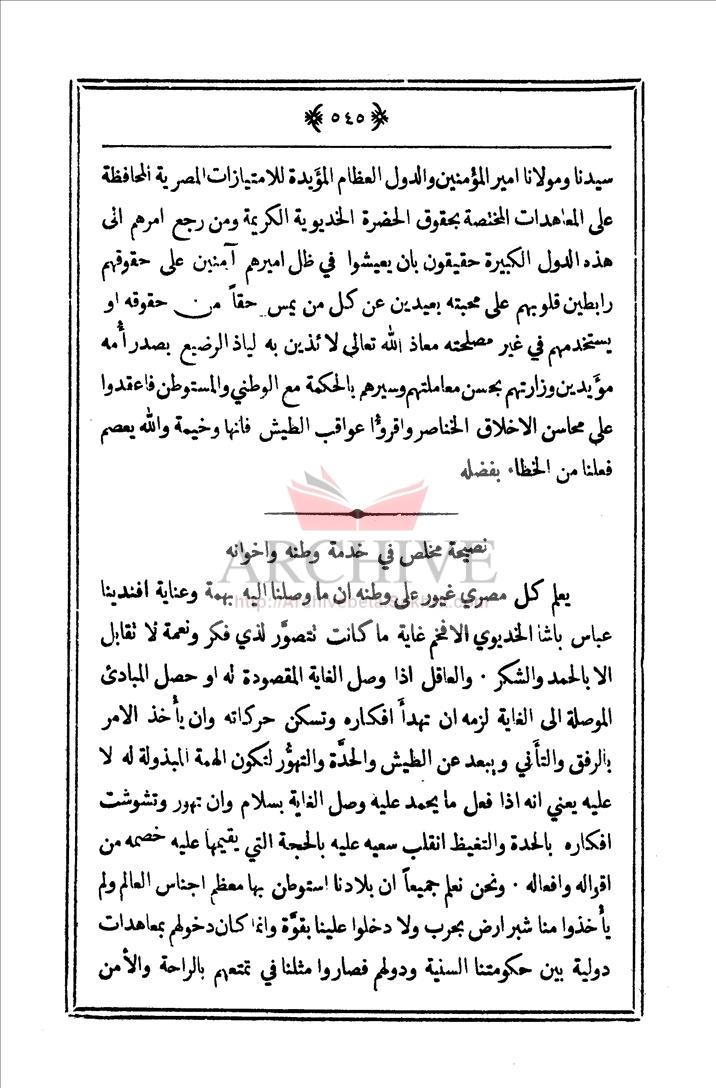 ٥٤٥
سيدنا ومولانا امير المؤمنين والدول العظام المؤيدة للامتيازات المصرية المحافظة
على المعاهدات المختصة بحقوق الحضرة الخديوية الكريمة ومن رجع امرهم الى
هذه الدول الكبيرة حقيقون بان يعيشوا في ظل اميرهم آمنين على حقوقهم
رابطين قلوبهم على محبته بعيدين عن كل من يمس حقاً من حقوقه او
يستخدمهم في غير مصلحته معاذ الله تعالى لائذين به لياذ الرضيع بصدر أُمه
مؤيدين وزارتهم بحسن معاملتهم وسيرهم بالحكمة مع الوطني والمستوطن فاعقدوا
على محاسن الاخلاق الخناصر واقرؤا عواقب الطيش فانها وخيمة والله يعصم
فعلنا من الخطاء بفضله
نصيحة مخلص في خدمة وطنه واخوانه
ARCHIVE
يعلم كل مصري غيور على وطنه ان ما وصلنا اليه بهمة وعناية افندينا
عباس باشا الخديوي الافخم غاية ما كانت تتصوَّر لذي فكر ونعمة لا تقابل
الا بالحمد والشكر ٠ والعاقل اذا وصل الغاية المقصودة له او حصل المبادئ
الموصلة الى الغاية لزمه ان تهدأ افكاره وتسكن حركاته وان يأخذ الامر
بالرفق والتأني ويبعد عن الطيش والحدَّة والتهوُّر لتكون الهمة المبذولة له لا
عليه يعني انه اذا فعل ما يحمد عليه وصل الغاية بسلام وان تهور وتشوشت
افكاره بالحدة والتغيظ انقلب سعيه عليه بالحجة التي يقيمها عليه خصمه من
اقواله وافعاله ٠ ونحن نعلم جميعاً ان بلادنا استوطن بها معظم اجناس العالم ولم
يأخذوا منا شبر ارض بحرب ولا دخلوا علينا بقوَّة وانما كان دخولهم بمعاهدات
دولية بين حكومتنا السنية ودولهم فصاروا مثلنا في تمتعهم بالراحة والأمن